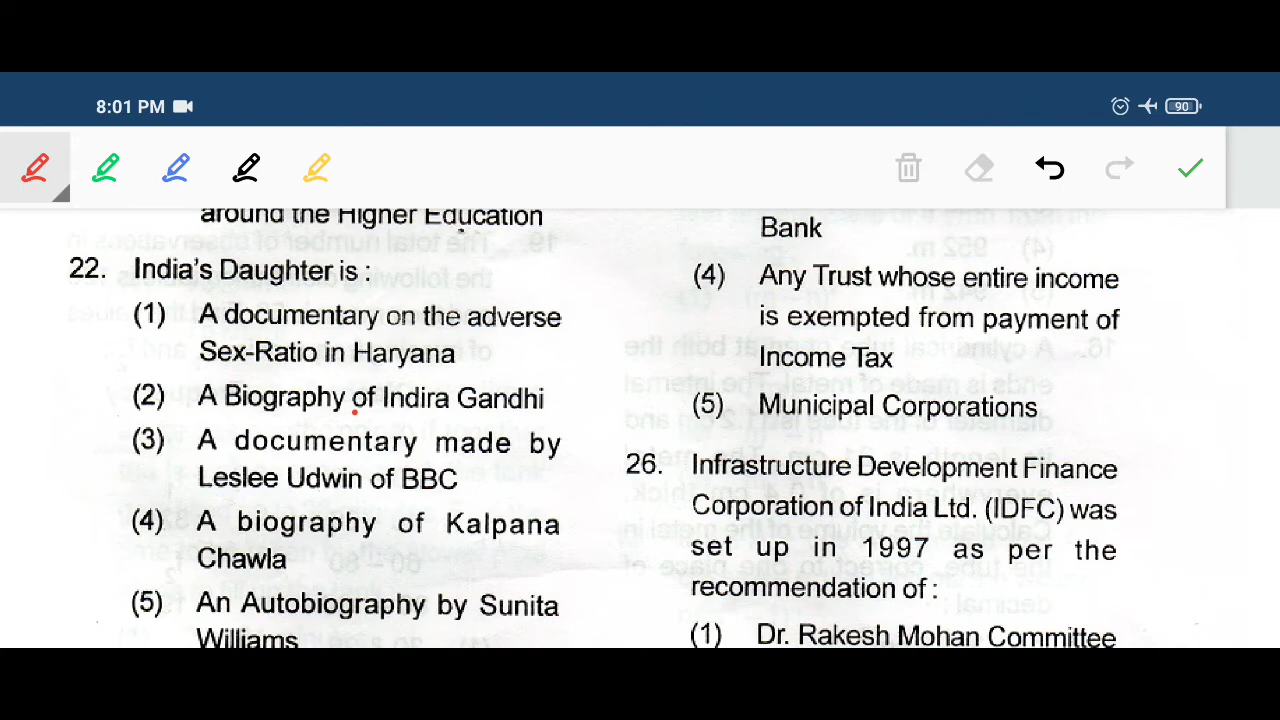 8:01 PM
90
around the Higher Education
22. India's Daughter is :
(1) A documentary on the adverse
Sex-Ratio in Haryana
(2) A Biography of Indira Gandhi
(3) A documentary made by
Leslee Udwin of BBC
(4) A biography of Kalpana
Chawla
(5) An Autobiography by Sunita
Williams
Bank
(4) Any Trust whose entire income
is exempted from payment of
Income Tax
(5) Municipal Corporations
26. Infrastructure Development Finance
Corporation of India Ltd. (IDFC) was
set up in 1997 as per the
recommendation of :
(1) Dr. Rakesh Mohan Committee